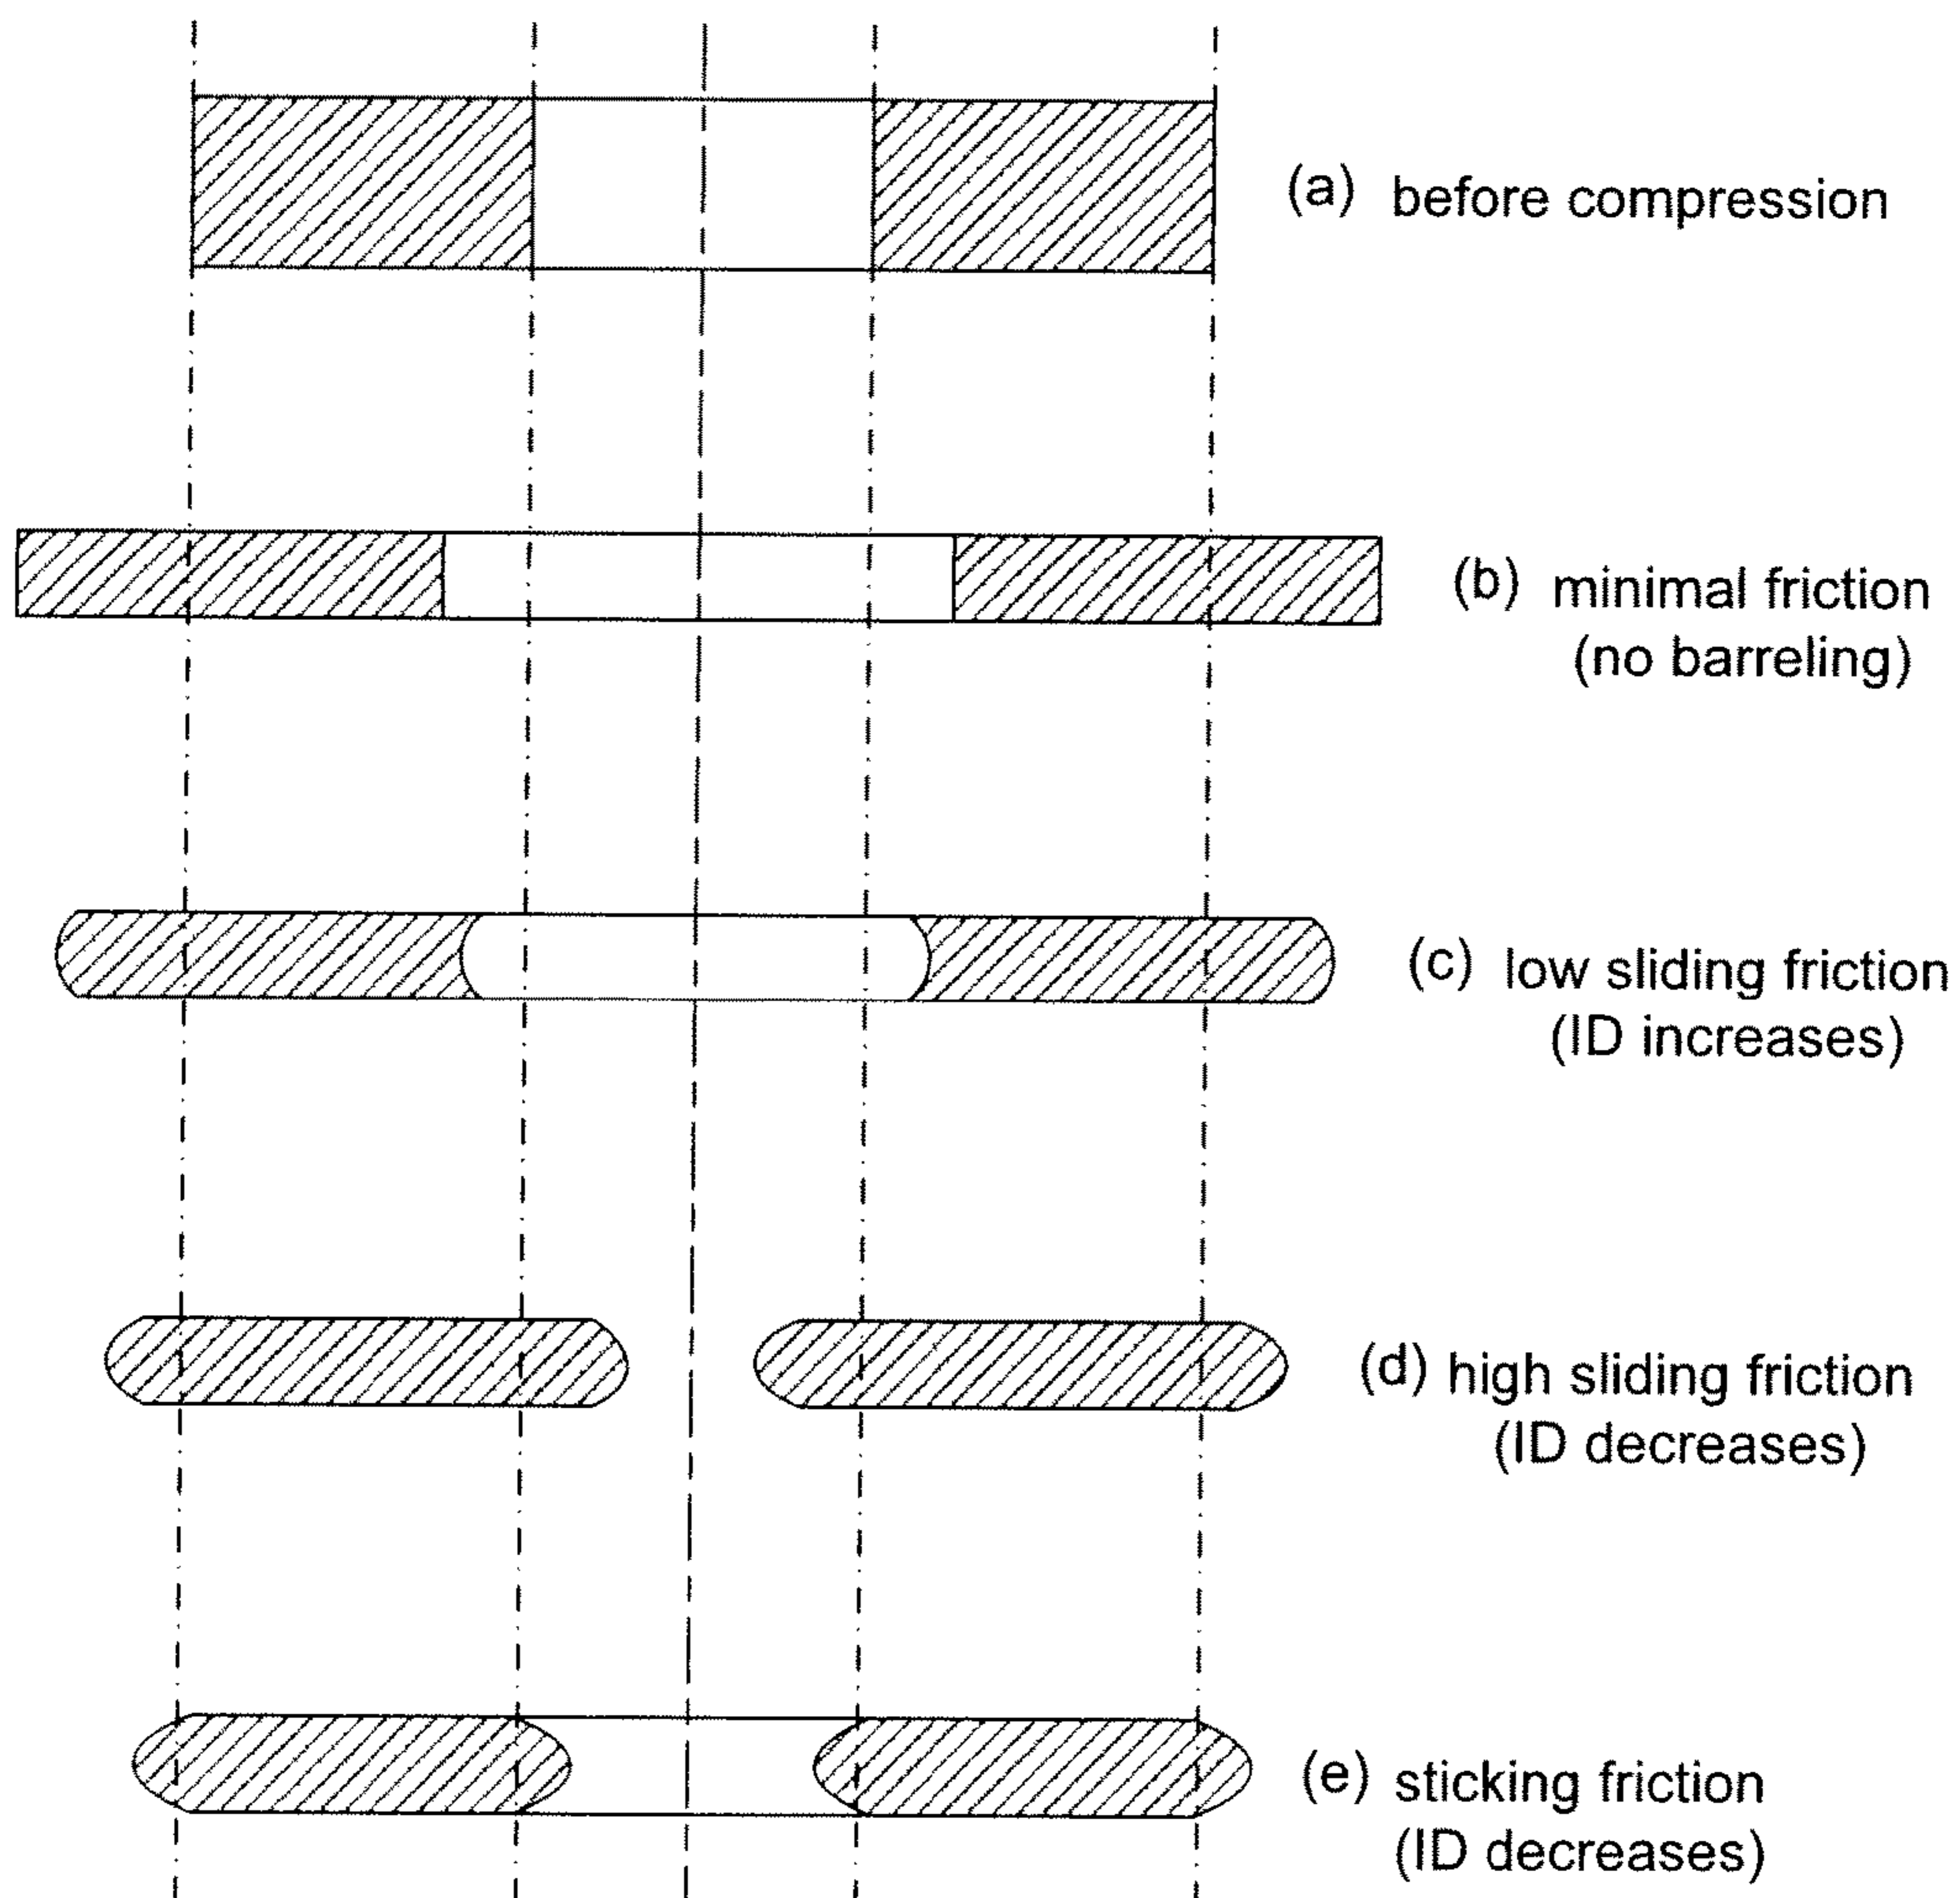 (a) before compression
(b) minimal friction
(no barreling)
(c) low sliding friction
(ID increases)
(d) high sliding friction
(ID decreases)
(e) sticking friction
(ID decreases)